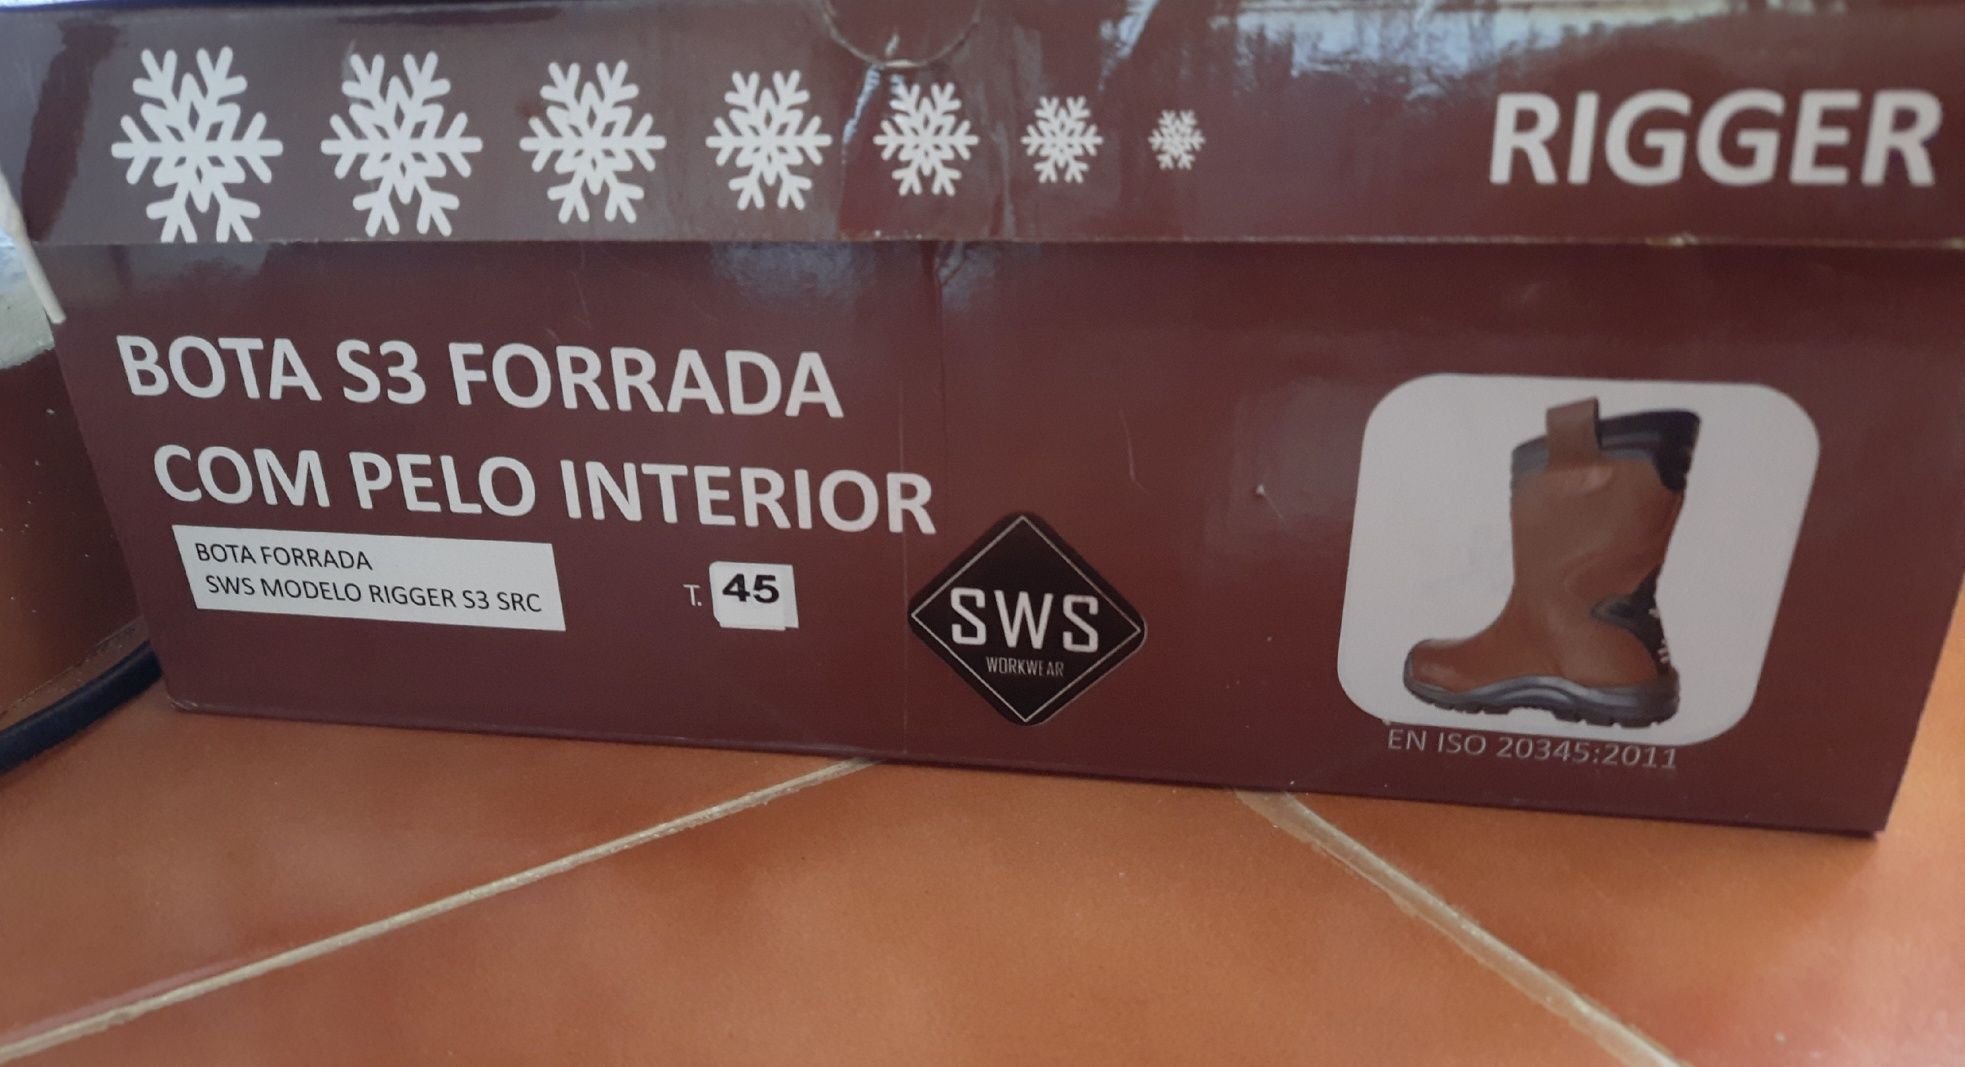 RIGGER
BOTA S3 FORRADA
COM PELO INTERIOR
BOTA FORRADA
SWS MODELO RIGGER S3 SRC
T. 45
SWS
WORKWEAR
EN ISO 20345:2011